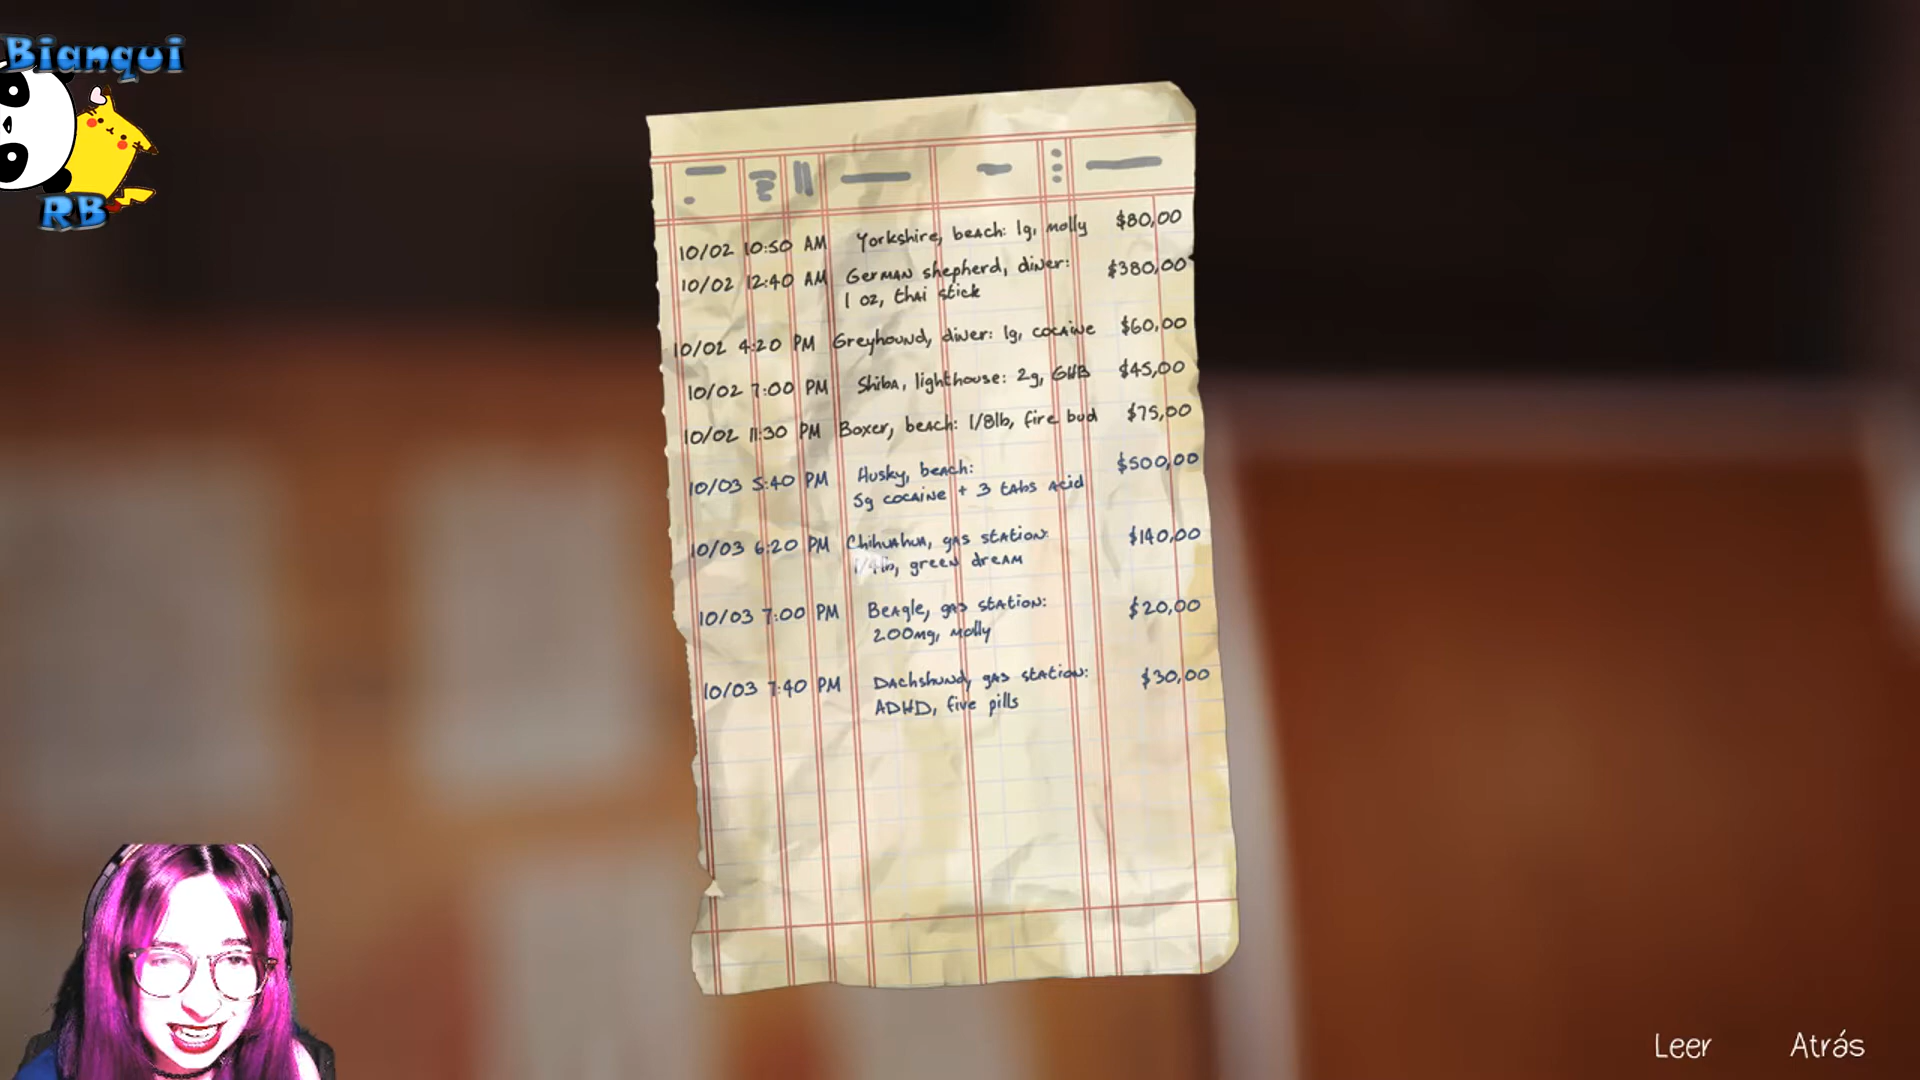 Bianqui
RB
10/02 10:50 AM Yorkshire, beach: 1g, molly $80,00
10/02 12:40 AM German shepherd, diner: $380,00
1 oz, thai stick
10/02 4:20 PM Greyhound, diner: 1g, cocaine $60,00
10/02 7:00 PM Shiba, lighthouse: 2g, GHB $45,00
10/02 11:30 PM Boxer, beach: 1/8lb, fire bud $75,00
10/03 5:40 PM Husky, beach: $500,00
5g cocaine + 3 tabs acid
10/03 6:20 PM Chihuahua, gas station: $140,00
1/4lb, green dream
10/03 7:00 PM Beagle, gas station: $20,00
200mg, molly
10/03 7:40 PM Dachshund, gas station: $30,00
ADHD, five pills
Leer Atrás